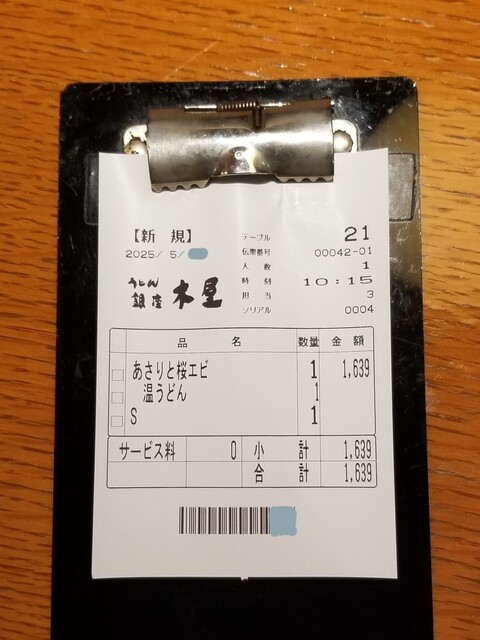 【新 規】
テーブル 21
2025/ 5/
伝票番号 00042-01
人 数 1
時 刻 10:15
うどん
銀座 木屋
担 当 3
シリアル 0004
品 名 数量 金 額
あさりと桜エビ 1 1,639
温うどん 1
S 1
サービス料 0 小 計 1,639
合 計 1,639